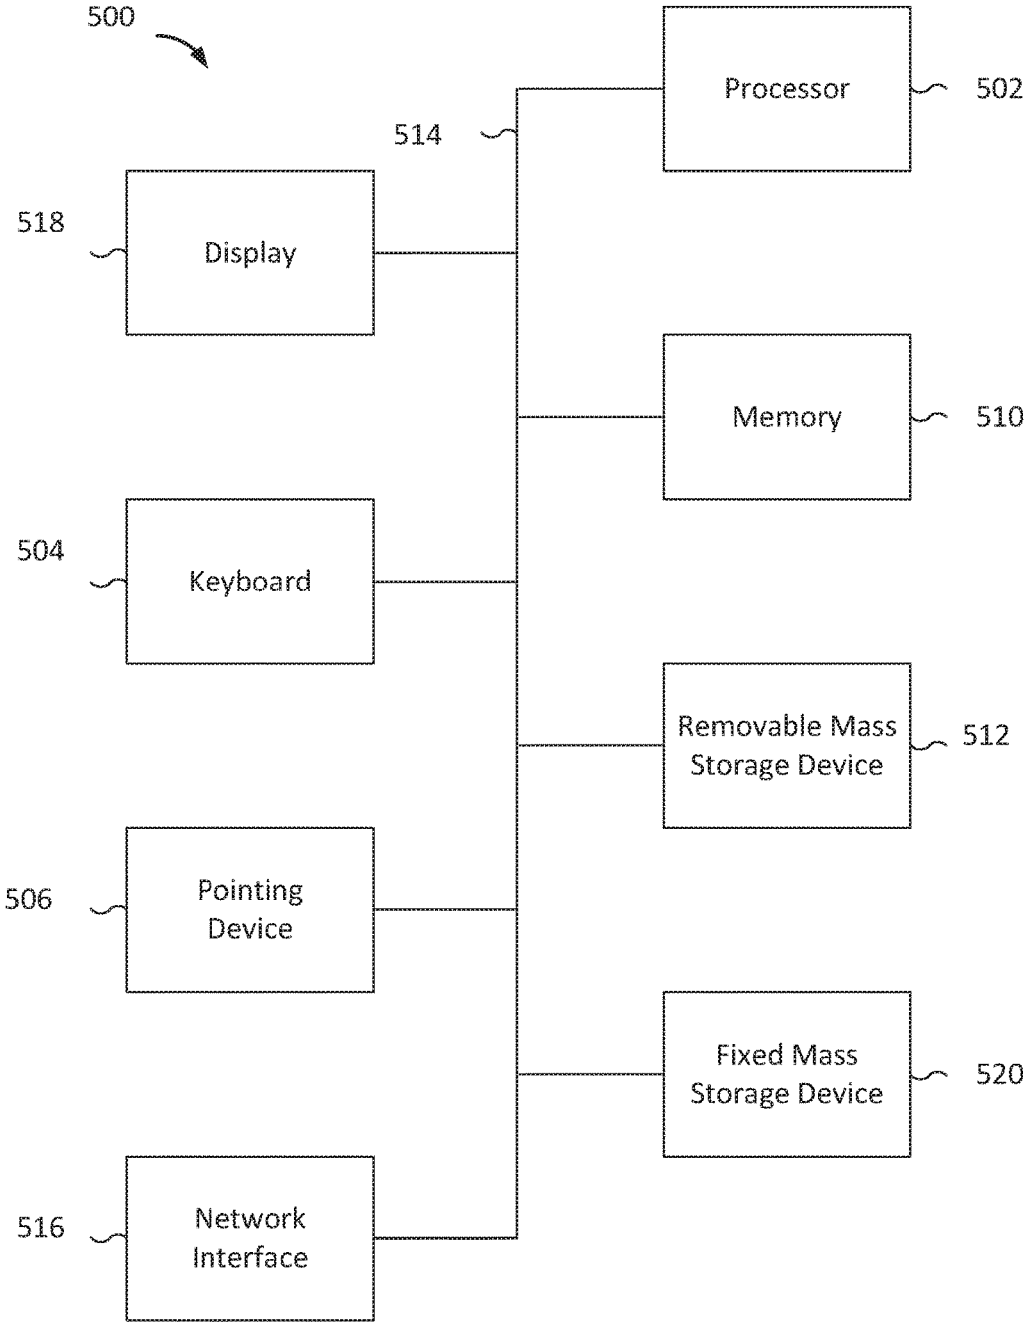 500
Processor
502
514
518
Display
Memory
510
504
Keyboard
Removable Mass
Storage Device
512
506
Pointing
Device
Fixed Mass
Storage Device
520
516
Network
Interface